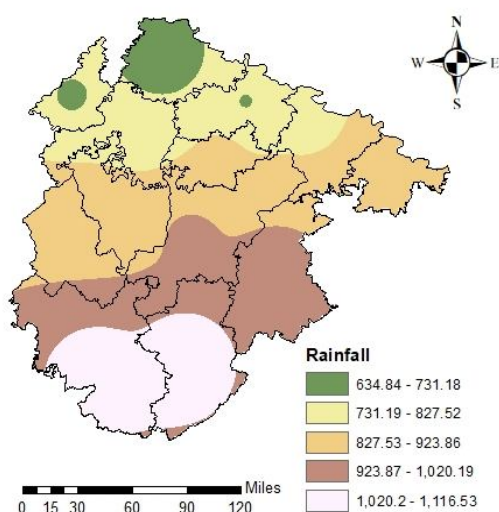 N
W E
S
Rainfall
634.84 - 731.18
731.19 - 827.52
827.53 - 923.86
923.87 - 1,020.19
1,020.2 - 1,116.53
Miles
0 15 30 60 90 120